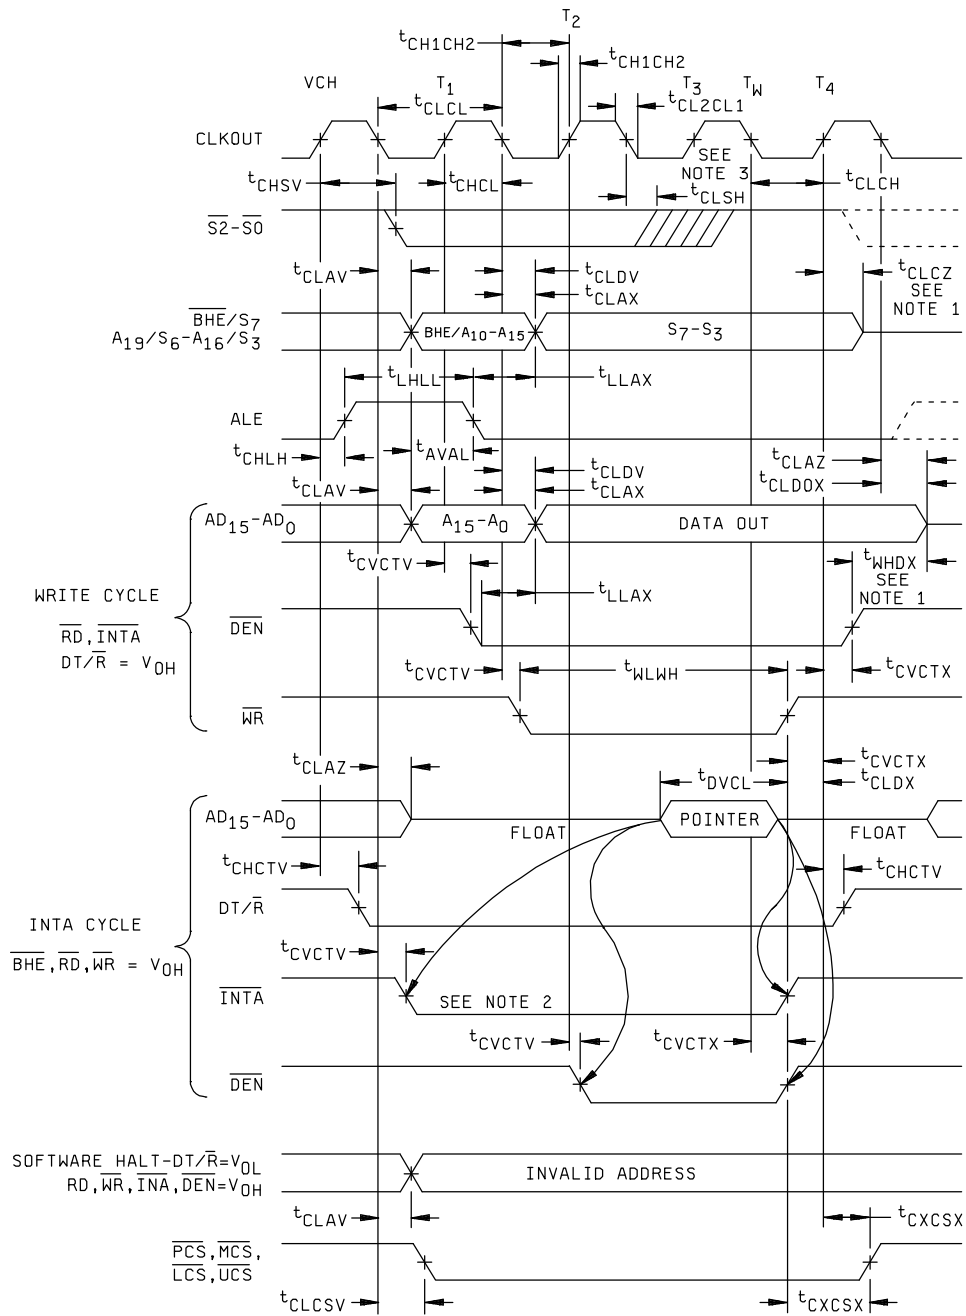 T2
tCH1CH2
tCH1CH2
VCH T1 T3 TW T4
tCLCL tCL2CL1
CLKOUT
SEE
NOTE 3
tCHSV tCHCL tCLSH tCLCH
S2-S0
tCLAV tCLDV tCLCZ
tCLAX SEE
NOTE 1
BHE/S7
A19/S6-A16/S3
BHE/A10-A15 S7-S3
tLHLL tLLAX
ALE
tCHLH tAVAL tCLAZ
tCLDV
tCLAV tCLAX tCLDOX
AD15-AD0 A15-A0 DATA OUT
tCVCTV tWHDX
SEE
NOTE 1
WRITE CYCLE
RD,INTA
DT/R = VOH
tLLAX
DEN
tCVCTV tWLWH tCVCTX
WR
tCLAZ tDVCL tCVCTX
tCLDX
AD15-AD0 FLOAT POINTER FLOAT
tCHCTV tCHCTV
DT/R
INTA CYCLE
BHE,RD,WR = VOH
tCVCTV
INTA SEE NOTE 2
tCVCTV tCVCTX
DEN
SOFTWARE HALT-DT/R=VOL
RD,WR,INA,DEN=VOH
INVALID ADDRESS
tCLAV tCXCSX
PCS,MCS,
LCS,UCS
tCLCSV tCXCSX